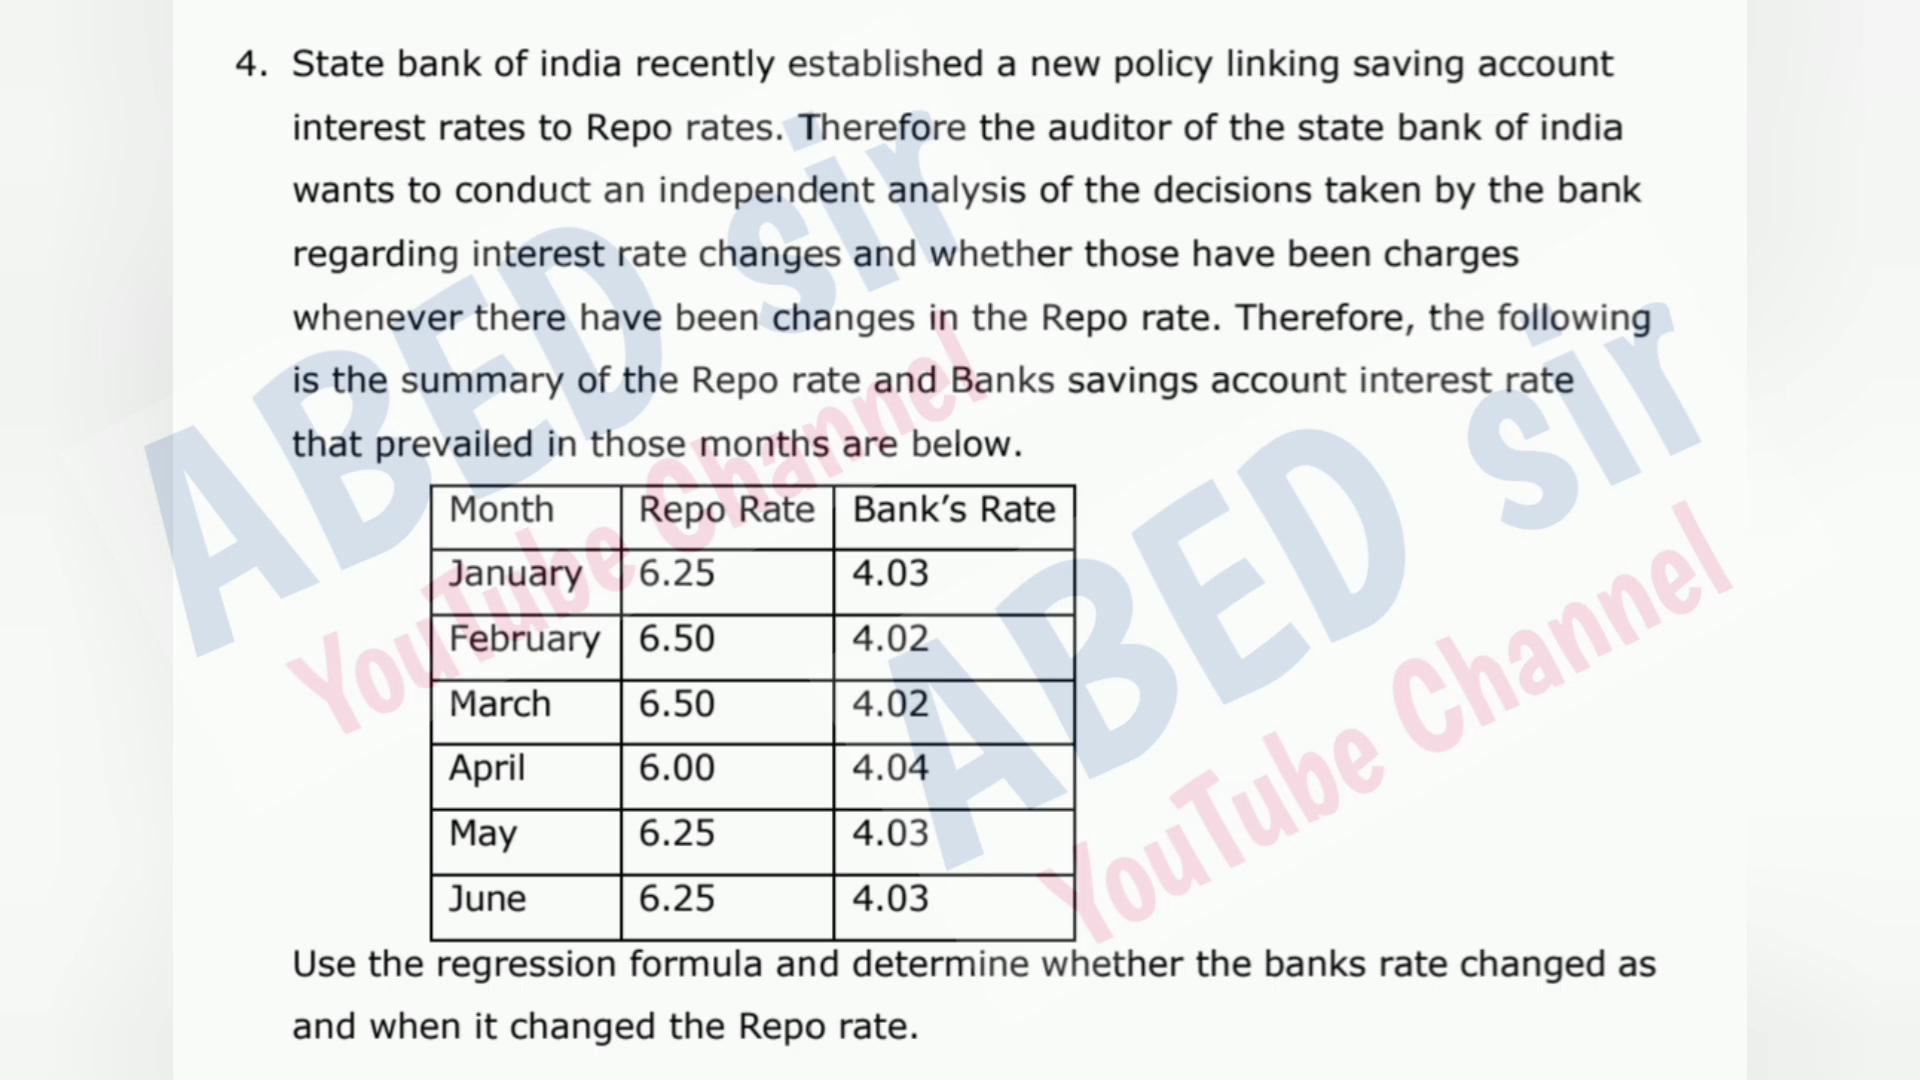 4. State bank of india recently established a new policy linking saving account
interest rates to Repo rates. Therefore the auditor of the state bank of india
wants to conduct an independent analysis of the decisions taken by the bank
regarding interest rate changes and whether those have been charges
whenever there have been changes in the Repo rate. Therefore, the following
is the summary of the Repo rate and Banks savings account interest rate
that prevailed in those months are below.
Month Repo Rate Bank's Rate
January 6.25 4.03
February 6.50 4.02
March 6.50 4.02
April 6.00 4.04
May 6.25 4.03
June 6.25 4.03
Use the regression formula and determine whether the banks rate changed as
and when it changed the Repo rate.
ABED sir
YouTube Channel
ABED sir
YouTube Channel